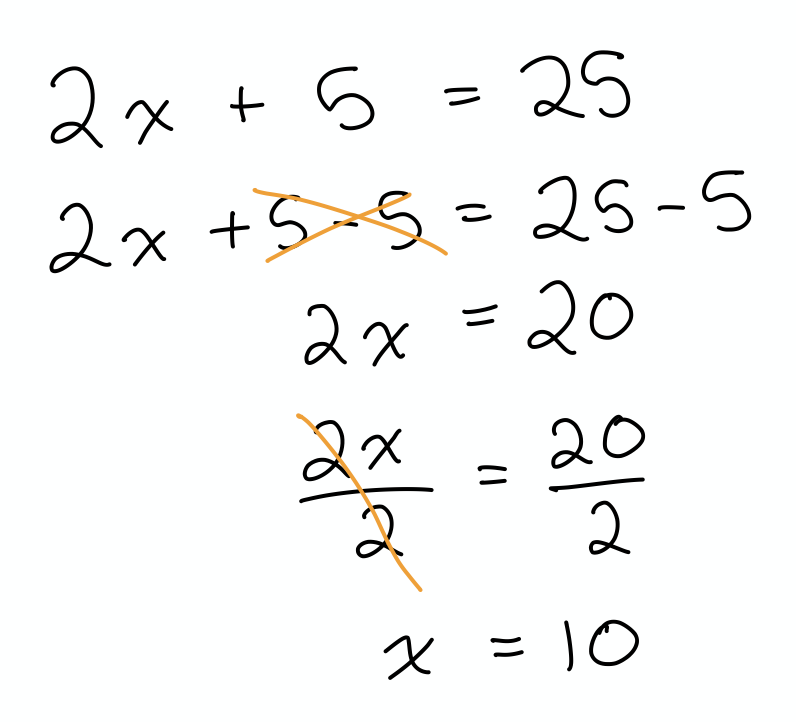 2x + 5 = 25
2x + 5 - 5 = 25 - 5
2x = 20
2x/2 = 20/2
x = 10